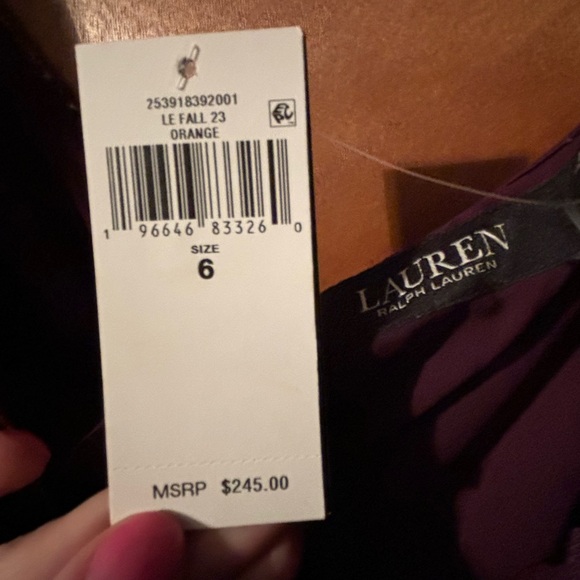 253918392001
LE FALL 23
ORANGE
1 96646 83326 0
SIZE
6
MSRP $245.00
LAUREN
RALPH LAUREN